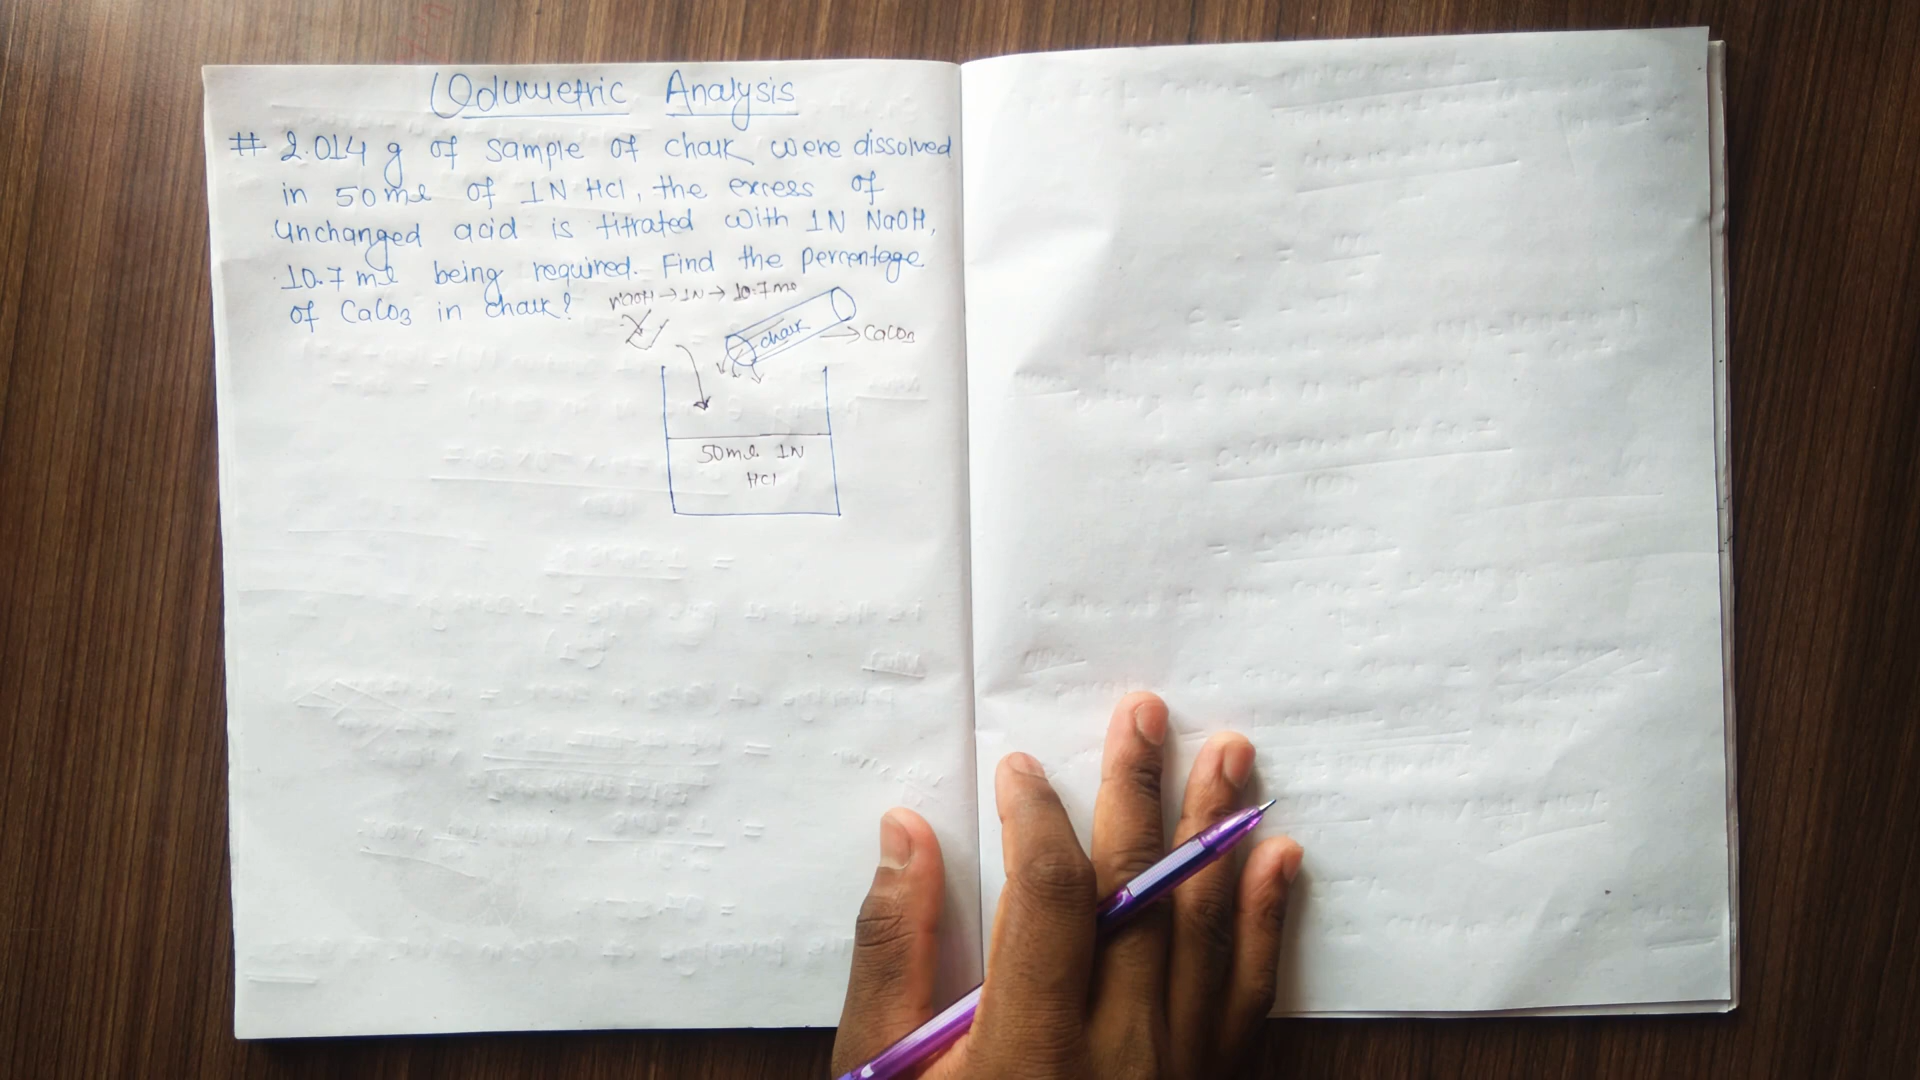 Volumetric Analysis
# 2.014 g of sample of chalk were dissolved
in 50ml of 1N HCl, the excess of
Unchanged acid is titrated with 1N NaOH,
10.7 ml being required. Find the percentage
of CaCO3 in chalk?
NaOH → 1N → 10.7 ml
chalk
→ CaCO3
50ml 1N
HCl